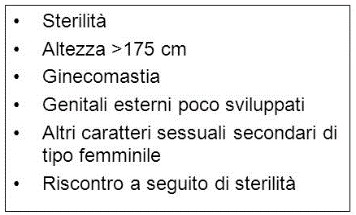 • Sterilità
• Altezza >175 cm
• Ginecomastia
• Genitali esterni poco sviluppati
• Altri caratteri sessuali secondari di
tipo femminile
• Riscontro a seguito di sterilità